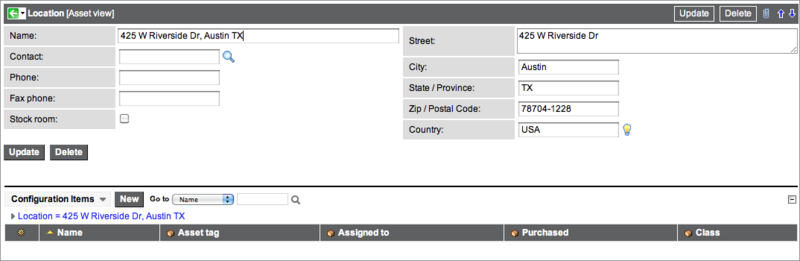 Location [Asset view] Update Delete
Name: 425 W Riverside Dr, Austin TX
Contact:
Phone:
Fax phone:
Stock room:
Street: 425 W Riverside Dr
City: Austin
State / Province: TX
Zip / Postal Code: 78704-1228
Country: USA
Update Delete
Configuration Items New Go to Name
Location = 425 W Riverside Dr, Austin TX
Name Asset tag Assigned to Purchased Class